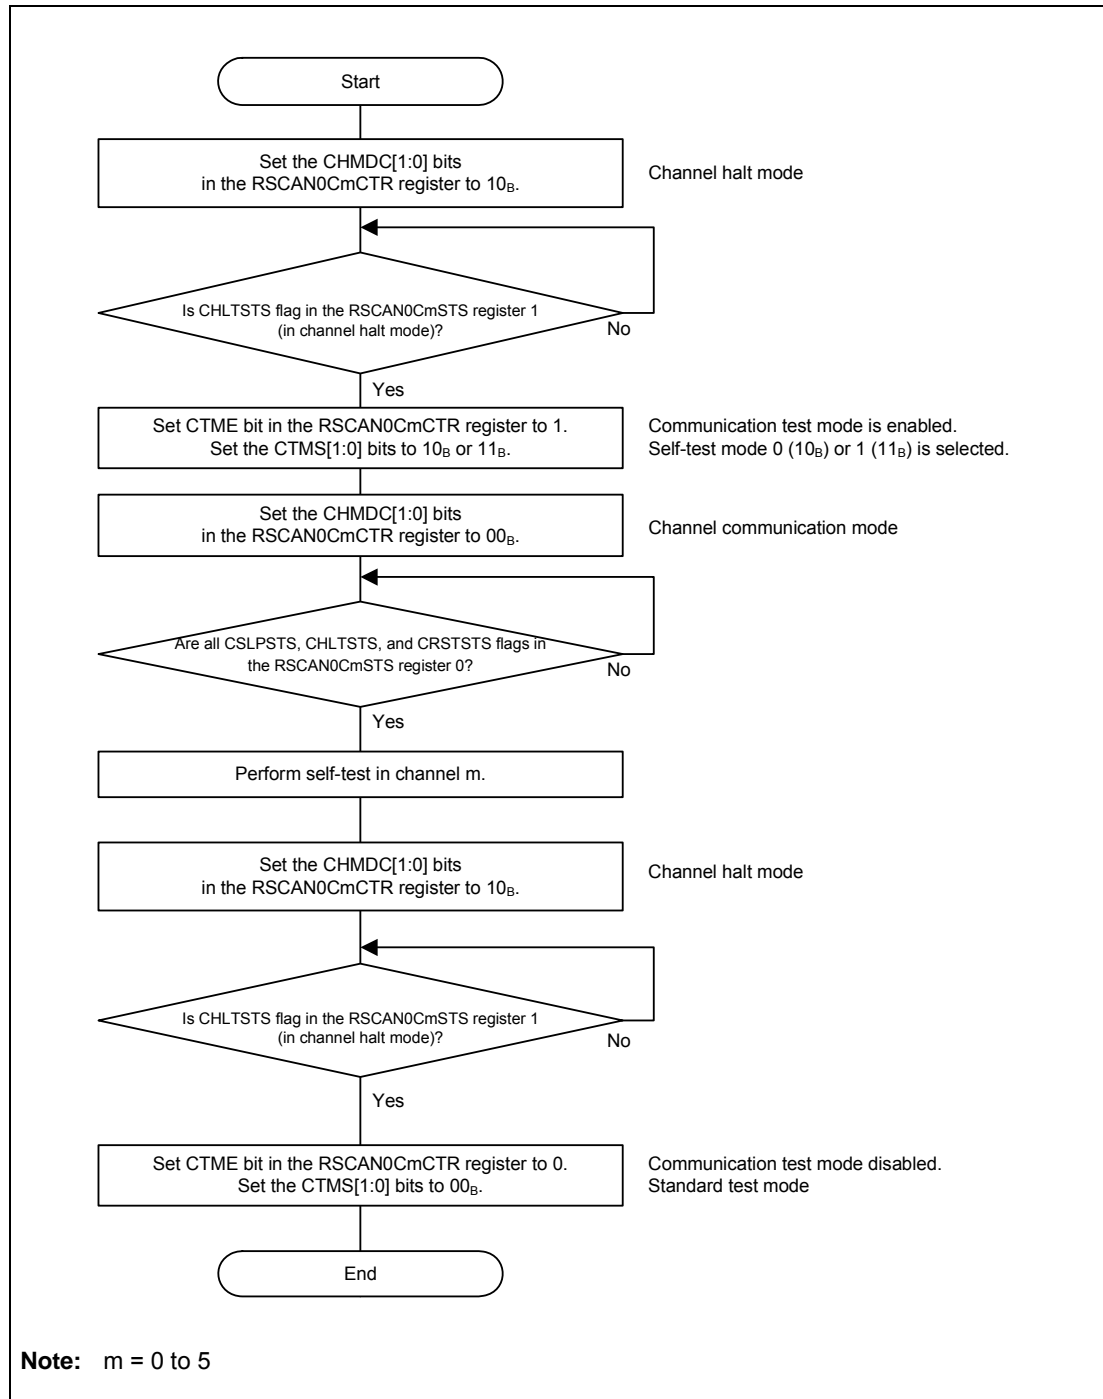 Start
Set the CHMDC[1:0] bits
in the RSCAN0CmCTR register to 10B.
Channel halt mode
Is CHLTSTS flag in the RSCAN0CmSTS register 1
(in channel halt mode)?
No
Yes
Set CTME bit in the RSCAN0CmCTR register to 1.
Set the CTMS[1:0] bits to 10B or 11B.
Communication test mode is enabled.
Self-test mode 0 (10B) or 1 (11B) is selected.
Set the CHMDC[1:0] bits
in the RSCAN0CmCTR register to 00B.
Channel communication mode
Are all CSLPSTS, CHLTSTS, and CRSTSTS flags in
the RSCAN0CmSTS register 0?
No
Yes
Perform self-test in channel m.
Set the CHMDC[1:0] bits
in the RSCAN0CmCTR register to 10B.
Channel halt mode
Is CHLTSTS flag in the RSCAN0CmSTS register 1
(in channel halt mode)?
No
Yes
Set CTME bit in the RSCAN0CmCTR register to 0.
Set the CTMS[1:0] bits to 00B.
Communication test mode disabled.
Standard test mode
End
Note: m = 0 to 5